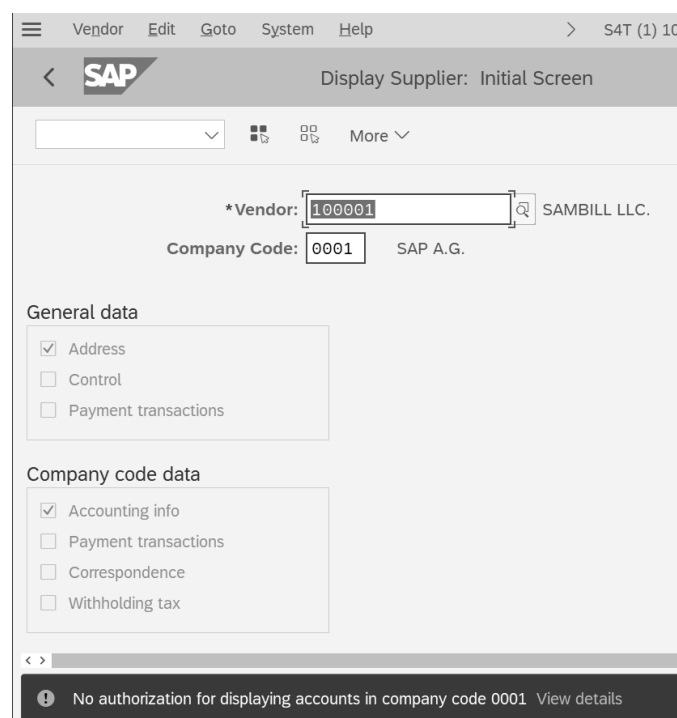 Vendor Edit Goto System Help > S4T (1) 10
< SAP Display Supplier: Initial Screen
More
*Vendor: 100001 SAMBILL LLC.
Company Code: 0001 SAP A.G.
General data
Address
Control
Payment transactions
Company code data
Accounting info
Payment transactions
Correspondence
Withholding tax
No authorization for displaying accounts in company code 0001 View details